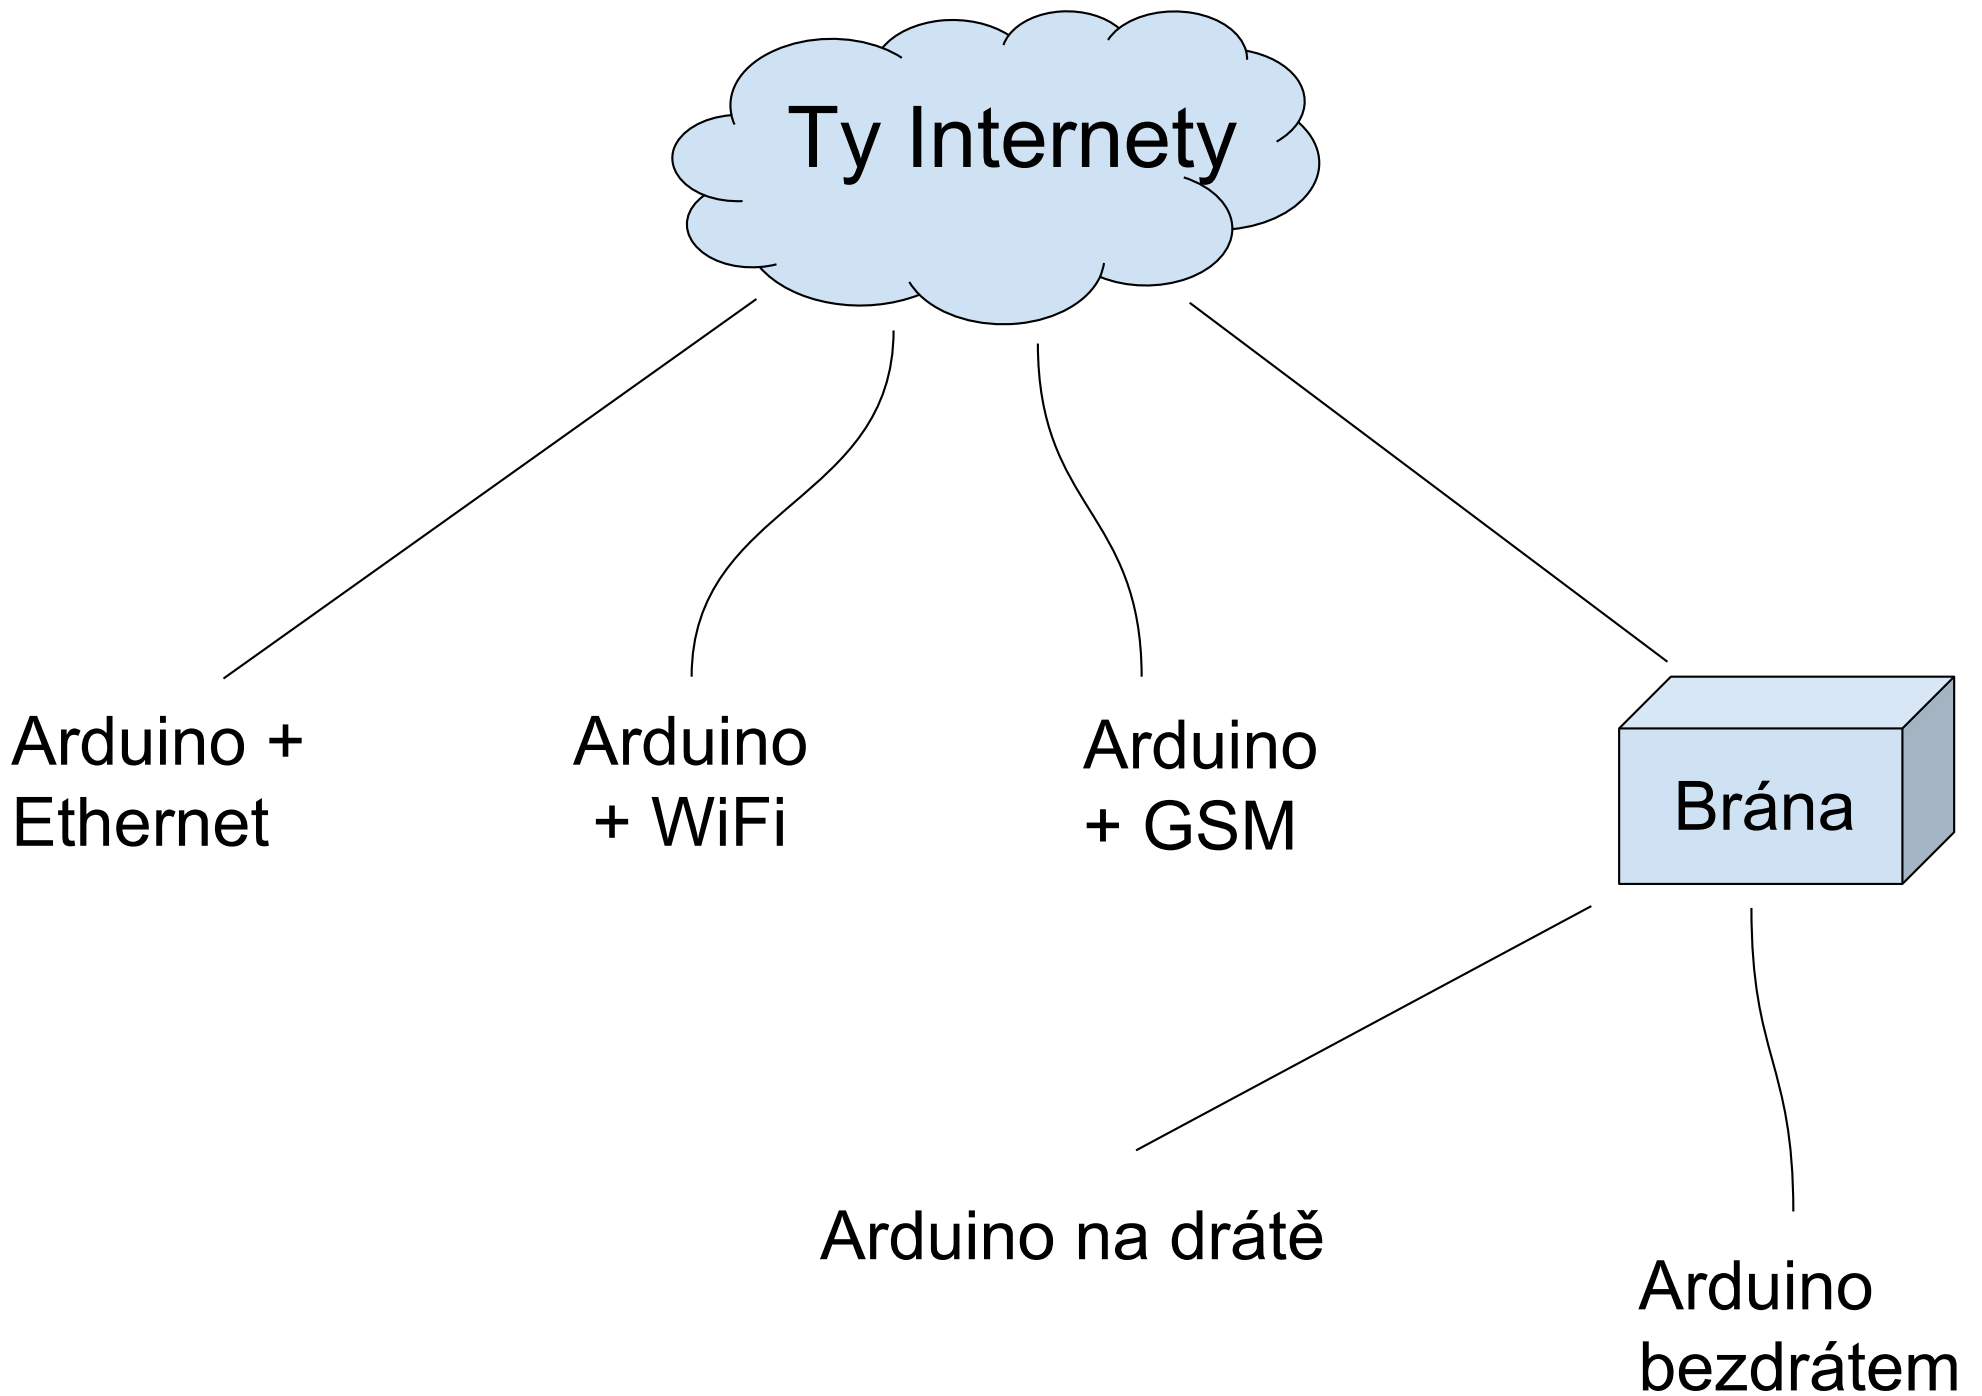 Ty Internety
Arduino +
Ethernet
Arduino
+ WiFi
Arduino
+ GSM
Brána
Arduino na drátě
Arduino
bezdrátem